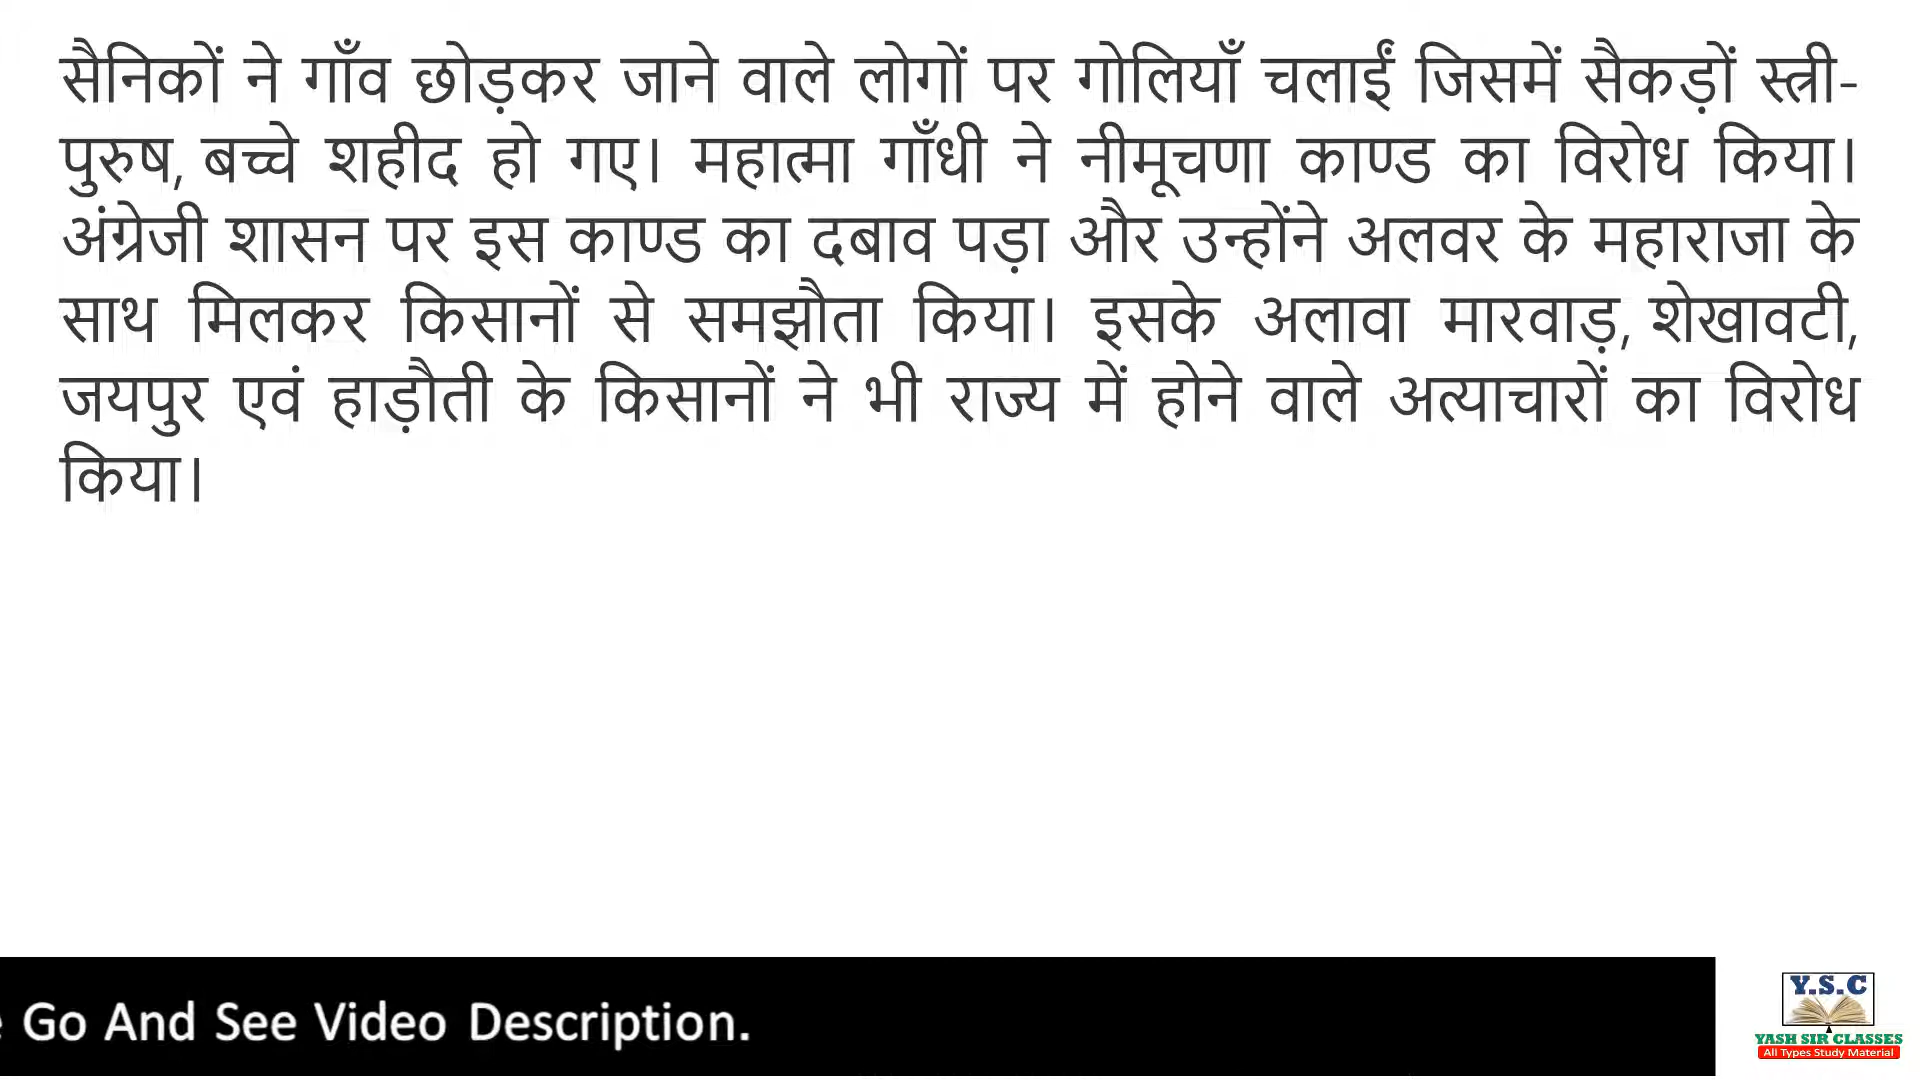 सैनिकों ने गाँव छोड़कर जाने वाले लोगों पर गोलियाँ चलाईं जिसमें सैकड़ों स्त्री-
पुरुष, बच्चे शहीद हो गए। महात्मा गाँधी ने नीमूचणा काण्ड का विरोध किया।
अंग्रेजी शासन पर इस काण्ड का दबाव पड़ा और उन्होंने अलवर के महाराजा के
साथ मिलकर किसानों से समझौता किया। इसके अलावा मारवाड़, शेखावटी,
जयपुर एवं हाड़ौती के किसानों ने भी राज्य में होने वाले अत्याचारों का विरोध
किया।
Go And See Video Description.
Y.S.C
YASH SIR CLASSES
All Types Study Material